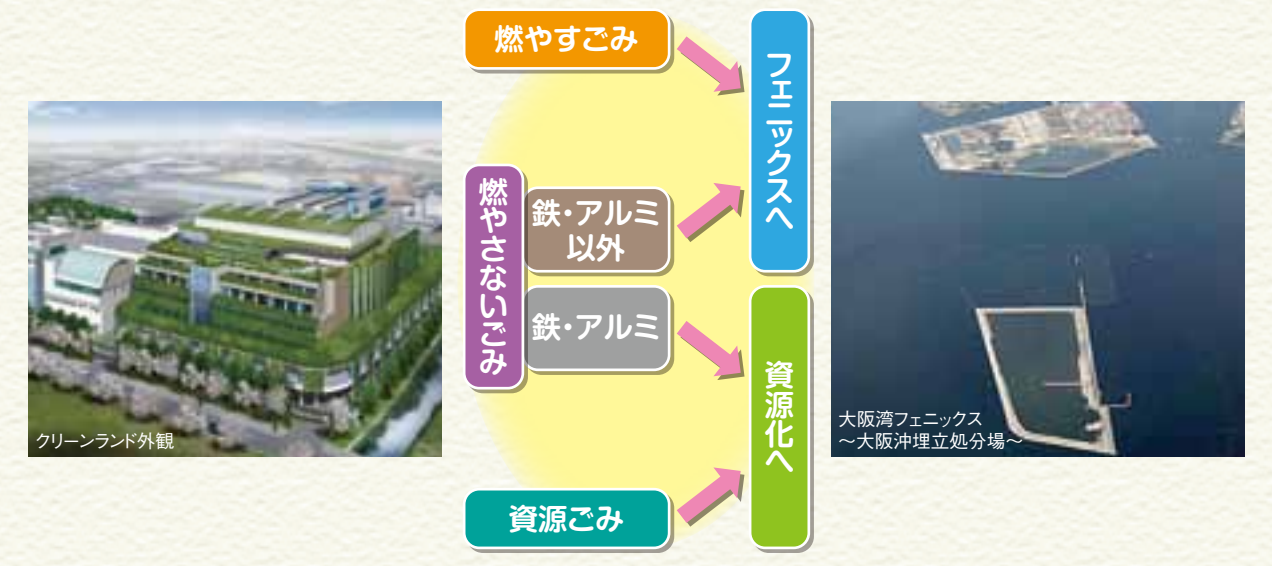 燃やすごみ
フェニックスへ
燃やさないごみ
鉄・アルミ
以外
鉄・アルミ
資源化へ
資源ごみ
クリーンランド外観
大阪湾フェニックス
~大阪沖埋立処分場~